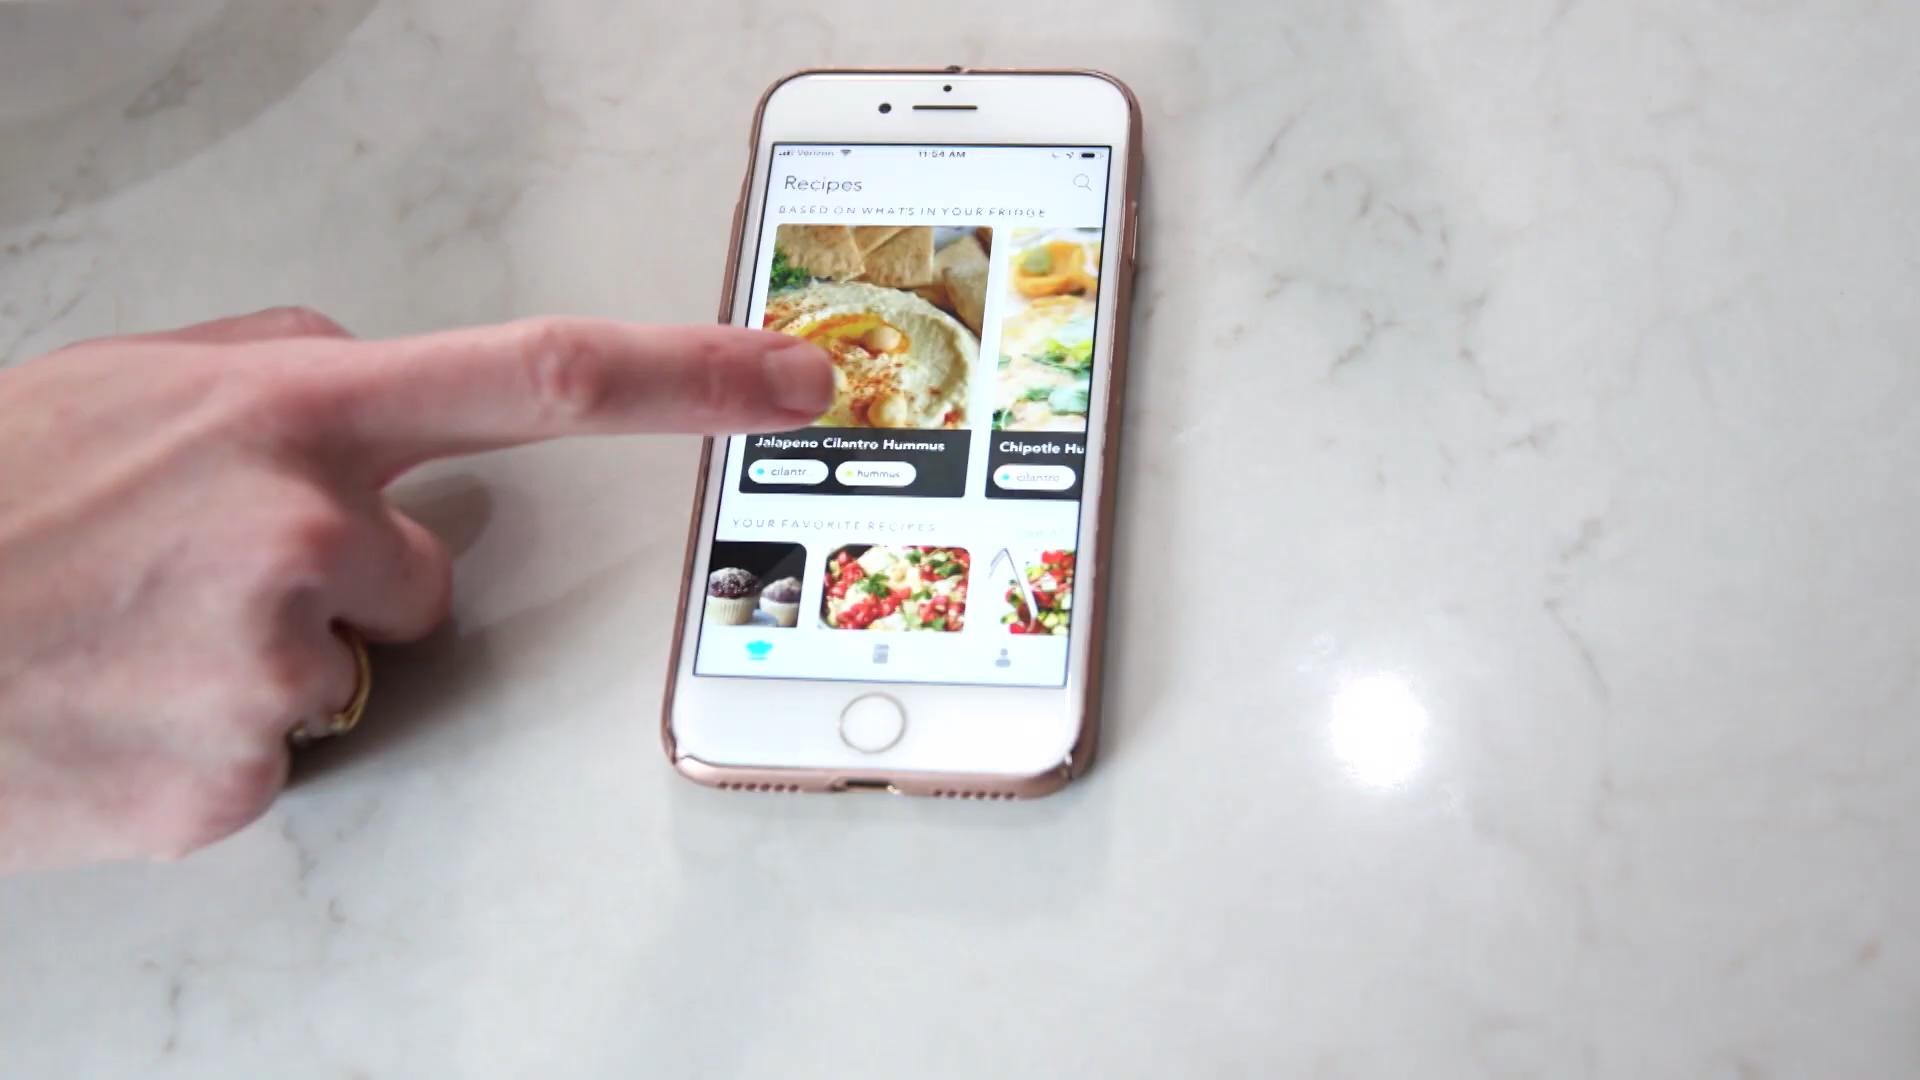 Verizon 11:54 AM
Recipes
BASED ON WHAT'S IN YOUR FRIDGE
Jalapeno Cilantro Hummus
cilantr...
hummus
Chipotle Hu
cilantro
YOUR FAVORITE RECIPES